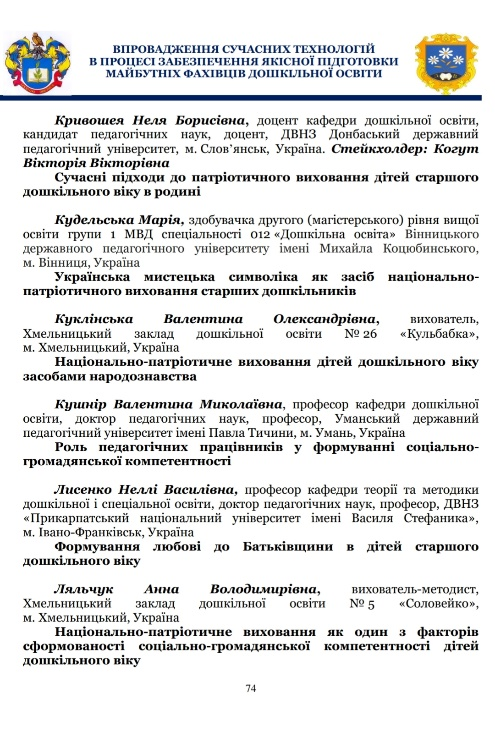 ВПРОВАДЖЕННЯ СУЧАСНИХ ТЕХНОЛОГІЙ
В ПРОЦЕСІ ЗАБЕЗПЕЧЕННЯ ЯКІСНОЇ ПІДГОТОВКИ
МАЙБУТНІХ ФАХІВЦІВ ДОШКІЛЬНОЇ ОСВІТИ
Кривошея Неля Борисівна, доцент кафедри дошкільної освіти,
кандидат педагогічних наук, доцент, ДВНЗ Донбаський державний
педагогічний університет, м. Слов’янськ, Україна. Стейкхолдер: Когут
Вікторія Вікторівна
Сучасні підходи до патріотичного виховання дітей старшого
дошкільного віку в родині
Кудельська Марія, здобувачка другого (магістерського) рівня вищої
освіти групи 1 МВД спеціальності 012 «Дошкільна освіта» Вінницького
державного педагогічного університету імені Михайла Коцюбинського,
м. Вінниця, Україна
Українська мистецька символіка як засіб національно-
патріотичного виховання старших дошкільників
Куклінська Валентина Олександрівна, вихователь,
Хмельницький заклад дошкільної освіти № 26 «Кульбабка»,
м. Хмельницький, Україна
Національно-патріотичне виховання дітей дошкільного віку
засобами народознавства
Кушнір Валентина Миколаївна, професор кафедри дошкільної
освіти, доктор педагогічних наук, професор, Уманський державний
педагогічний університет імені Павла Тичини, м. Умань, Україна
Роль педагогічних працівників у формуванні соціально-
громадянської компетентності
Лисенко Неллі Василівна, професор кафедри теорії та методики
дошкільної і спеціальної освіти, доктор педагогічних наук, професор, ДВНЗ
«Прикарпатський національний університет імені Василя Стефаника»,
м. Івано-Франківськ, Україна
Формування любові до Батьківщини в дітей старшого
дошкільного віку
Ляльчук Анна Володимирівна, вихователь-методист,
Хмельницький заклад дошкільної освіти № 5 «Соловейко»,
м. Хмельницький, Україна
Національно-патріотичне виховання як один з факторів
сформованості соціально-громадянської компетентності дітей
дошкільного віку
74